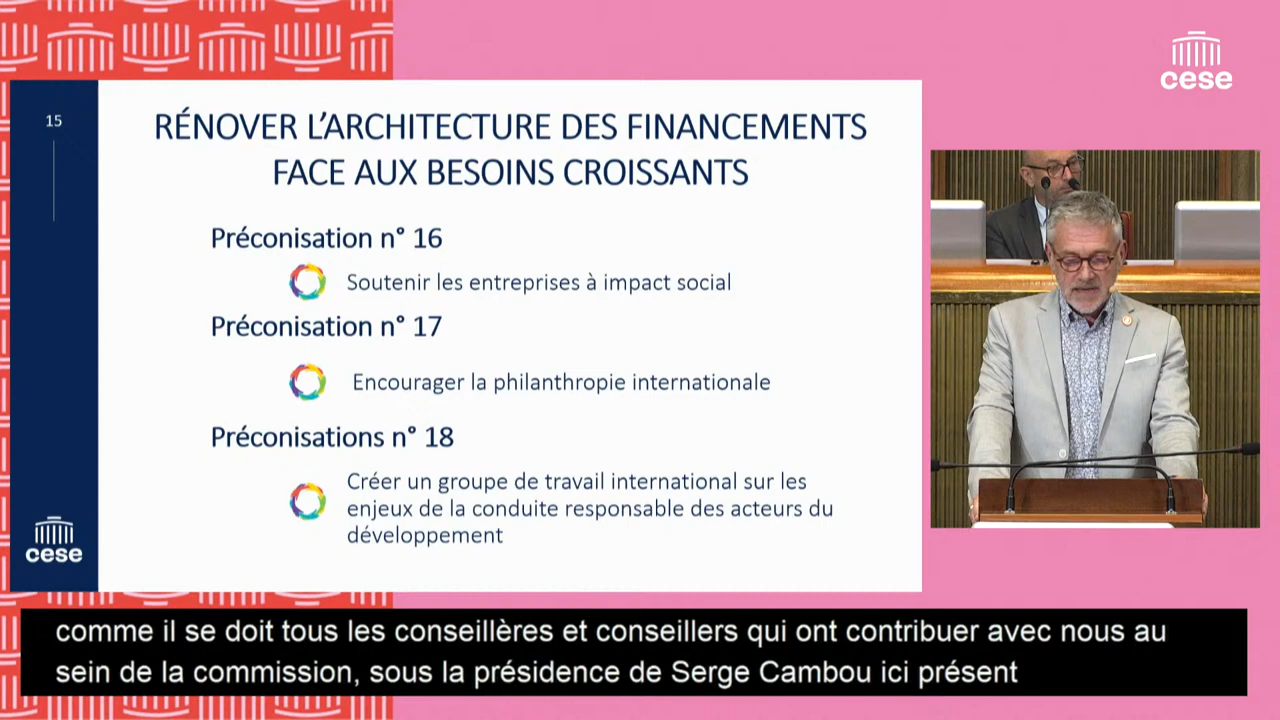 cese
15
RÉNOVER L'ARCHITECTURE DES FINANCEMENTS
FACE AUX BESOINS CROISSANTS
Préconisation n° 16
Soutenir les entreprises à impact social
Préconisation n° 17
Encourager la philanthropie internationale
Préconisations n° 18
Créer un groupe de travail international sur les
enjeux de la conduite responsable des acteurs du
développement
cese
comme il se doit tous les conseillères et conseillers qui ont contribuer avec nous au
sein de la commission, sous la présidence de Serge Cambou ici présent